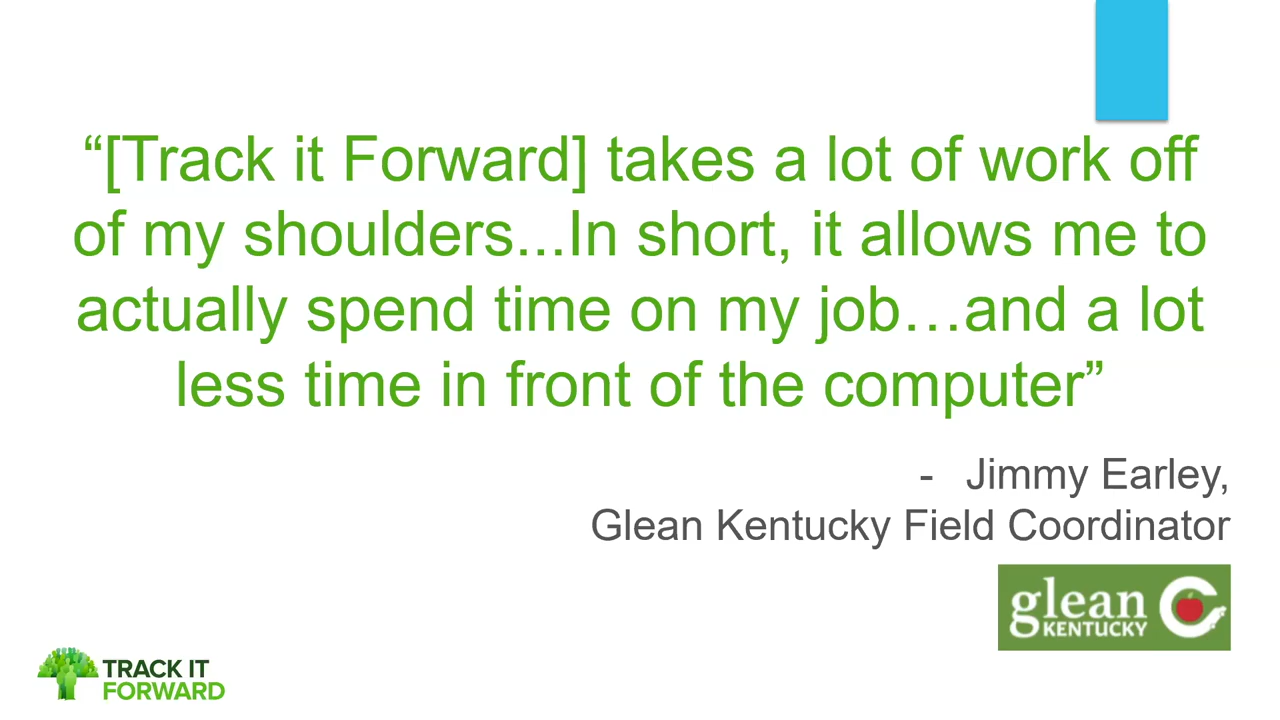 “[Track it Forward] takes a lot of work off
of my shoulders...In short, it allows me to
actually spend time on my job…and a lot
less time in front of the computer”
- Jimmy Earley,
Glean Kentucky Field Coordinator
glean
KENTUCKY
TRACK IT
FORWARD